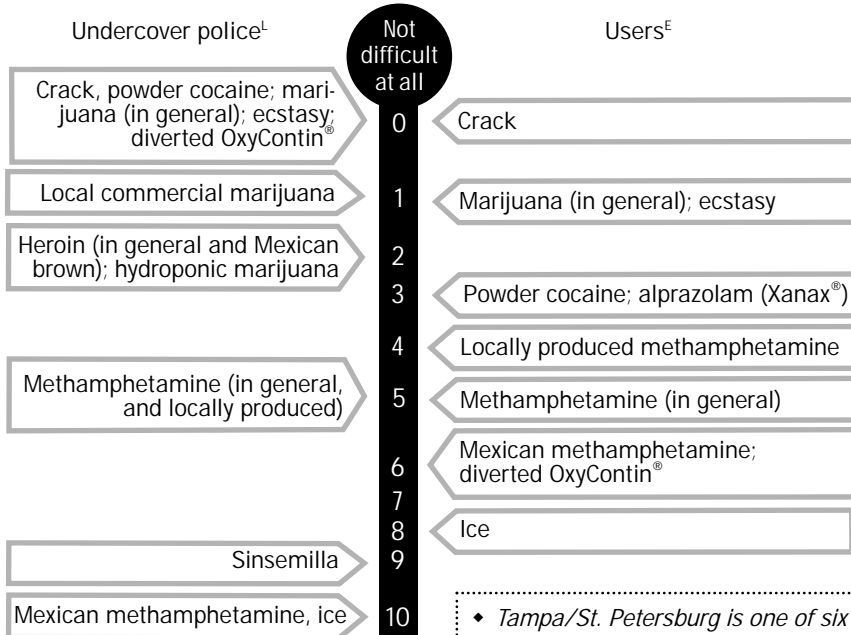 Undercover police^L
Not
difficult
at all
Users^E
Crack, powder cocaine; mari-
juana (in general); ecstasy;
diverted OxyContin®
0
Crack
Local commercial marijuana
1
Marijuana (in general); ecstasy
Heroin (in general and Mexican
brown); hydroponic marijuana
2
3
Powder cocaine; alprazolam (Xanax®)
4
Locally produced methamphetamine
Methamphetamine (in general,
and locally produced)
5
Methamphetamine (in general)
6
Mexican methamphetamine;
diverted OxyContin®
7
8
Ice
Sinsemilla
9
Mexican methamphetamine, ice
10
◆ Tampa/St. Petersburg is one of six